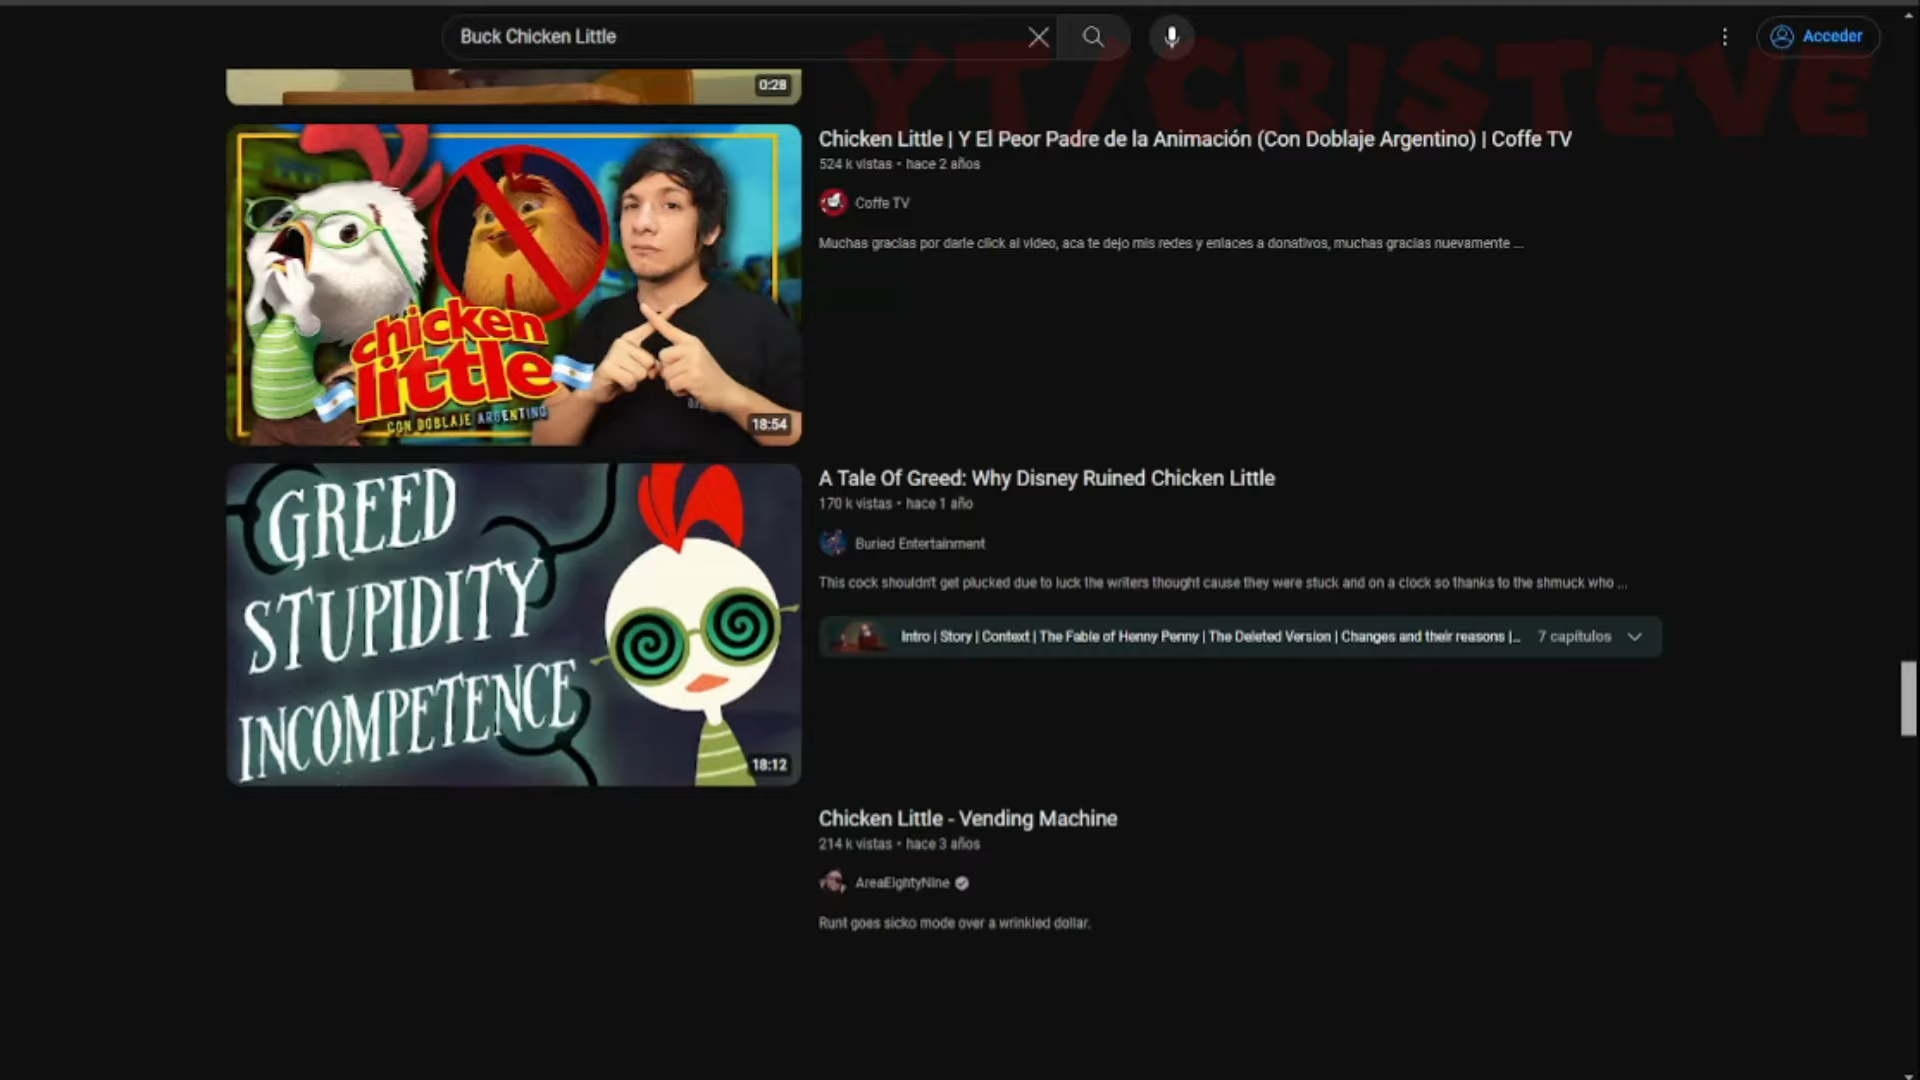 Buck Chicken Little
Acceder
YT/CRISTEVE
0:28
Chicken Little | Y El Peor Padre de la Animación (Con Doblaje Argentino) | Coffe TV
524 k vistas • hace 2 años
Coffe TV
Muchas gracias por darle click al video, aca te dejo mis redes y enlaces a donativos, muchas gracias nuevamente ...
chicken
little
CON DOBLAJE ARGENTINO
18:54
A Tale Of Greed: Why Disney Ruined Chicken Little
170 k vistas • hace 1 año
Buried Entertainment
This cock shouldn't get plucked due to luck the writers thought cause they were stuck and on a clock so thanks to the shmuck who ...
Intro | Story | Context | The Fable of Henny Penny | The Deleted Version | Changes and their reasons |... 7 capítulos
GREED
STUPIDITY
INCOMPETENCE
18:12
Chicken Little - Vending Machine
214 k vistas • hace 3 años
AreaEightyNine
Runt goes sicko mode over a wrinkled dollar.